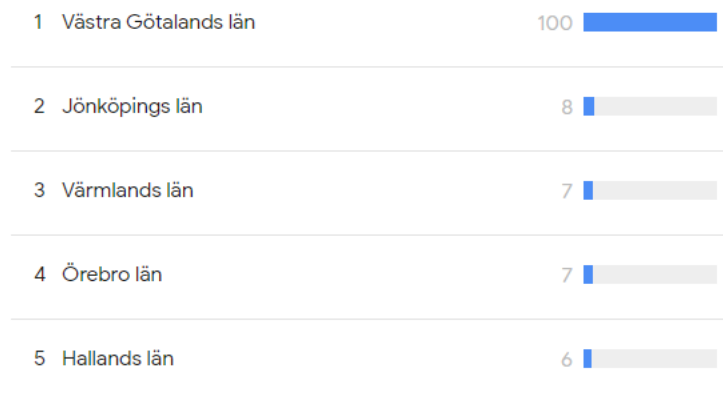 1 Västra Götalands län 100
2 Jönköpings län 8
3 Värmlands län 7
4 Örebro län 7
5 Hallands län 6